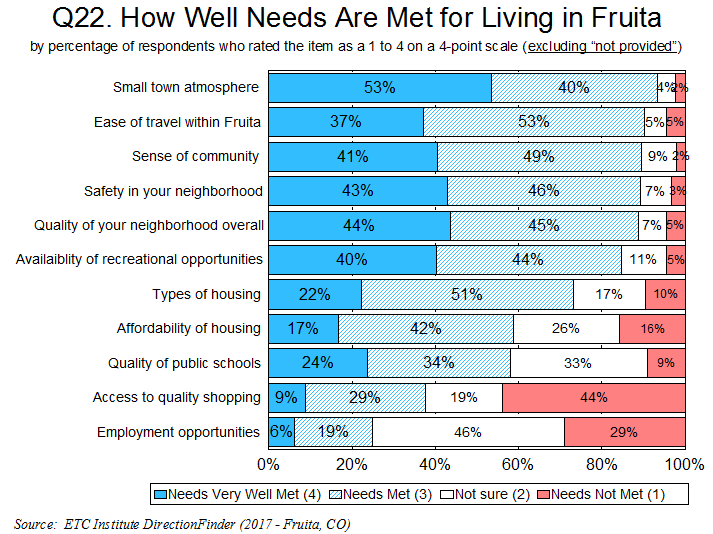 Q22. How Well Needs Are Met for Living in Fruita
by percentage of respondents who rated the item as a 1 to 4 on a 4-point scale (excluding “not provided”)
Small town atmosphere 53% 40% 4% 2%
Ease of travel within Fruita 37% 53% 5% 5%
Sense of community 41% 49% 9% 2%
Safety in your neighborhood 43% 46% 7% 3%
Quality of your neighborhood overall 44% 45% 7% 5%
Availaiblity of recreational opportunities 40% 44% 11% 5%
Types of housing 22% 51% 17% 10%
Affordability of housing 17% 42% 26% 16%
Quality of public schools 24% 34% 33% 9%
Access to quality shopping 9% 29% 19% 44%
Employment opportunities 6% 19% 46% 29%
0% 20% 40% 60% 80% 100%
Needs Very Well Met (4) Needs Met (3) Not sure (2) Needs Not Met (1)
Source: ETC Institute DirectionFinder (2017 - Fruita, CO)